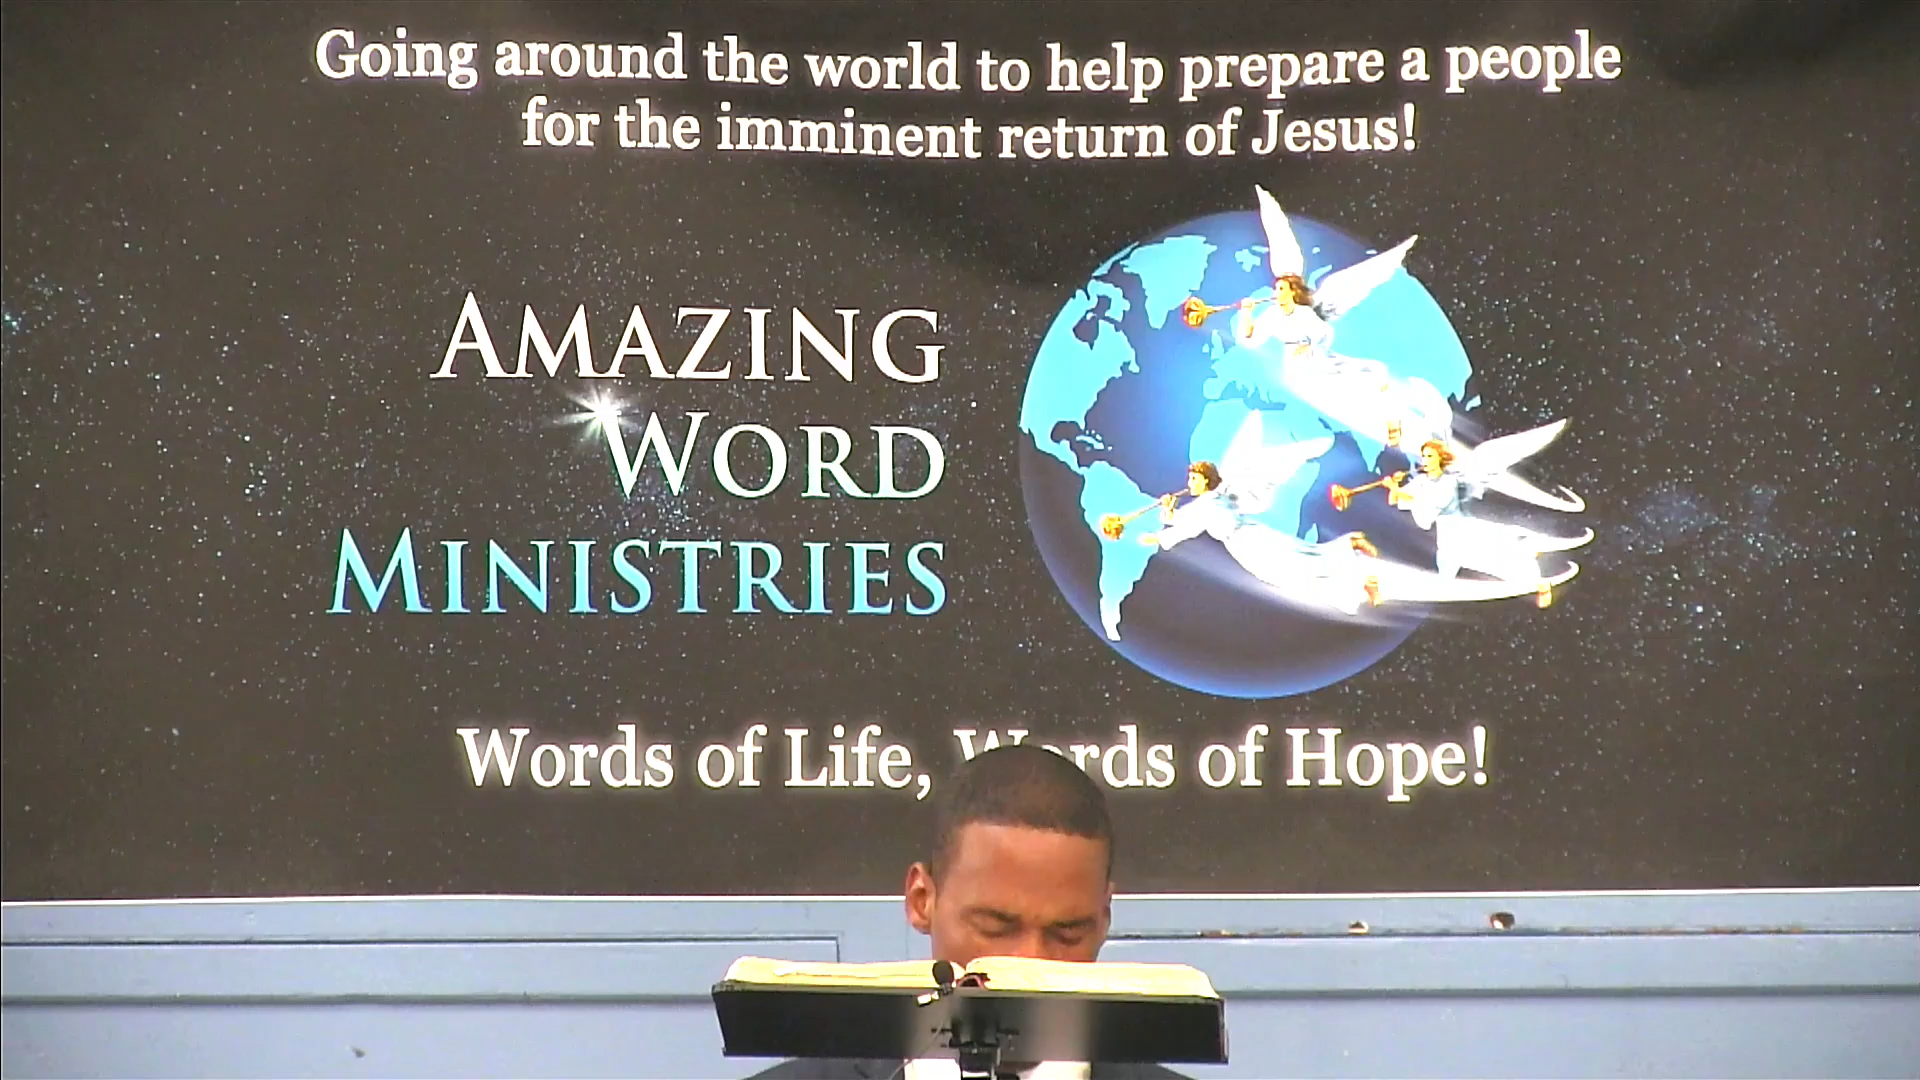 Going around the world to help prepare a people
for the imminent return of Jesus!
AMAZING
WORD
MINISTRIES
Words of Life, Words of Hope!